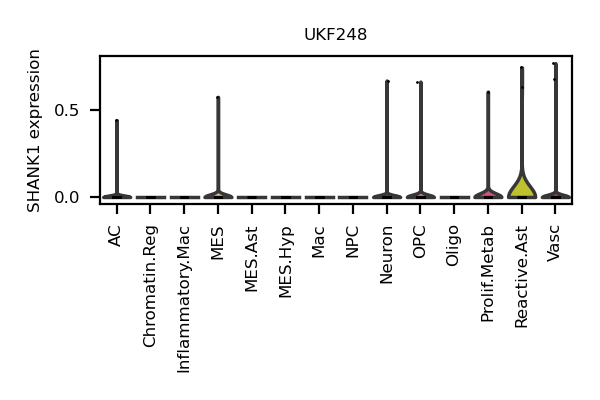 UKF248
SHANK1 expression
0.5
0.0
AC
Chromatin.Reg
Inflammatory.Mac
MES
MES.Ast
MES.Hyp
Mac
NPC
Neuron
OPC
Oligo
Prolif.Metab
Reactive.Ast
Vasc